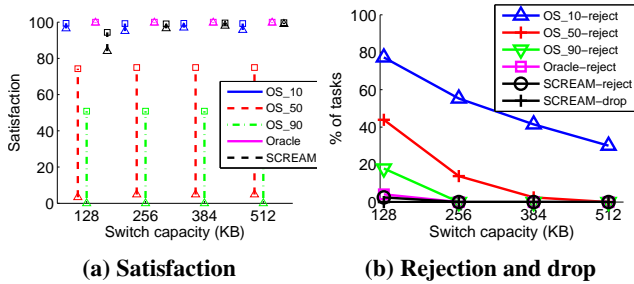 100
80
60
40
20
0
Satisfaction
128 256 384 512
Switch capacity (KB)
OS_10
OS_50
OS_90
Oracle
SCREAM
(a) Satisfaction
100
80
60
40
20
0
% of tasks
128 256 384 512
Switch capacity (KB)
OS_10−reject
OS_50−reject
OS_90−reject
Oracle−reject
SCREAM−reject
SCREAM−drop
(b) Rejection and drop